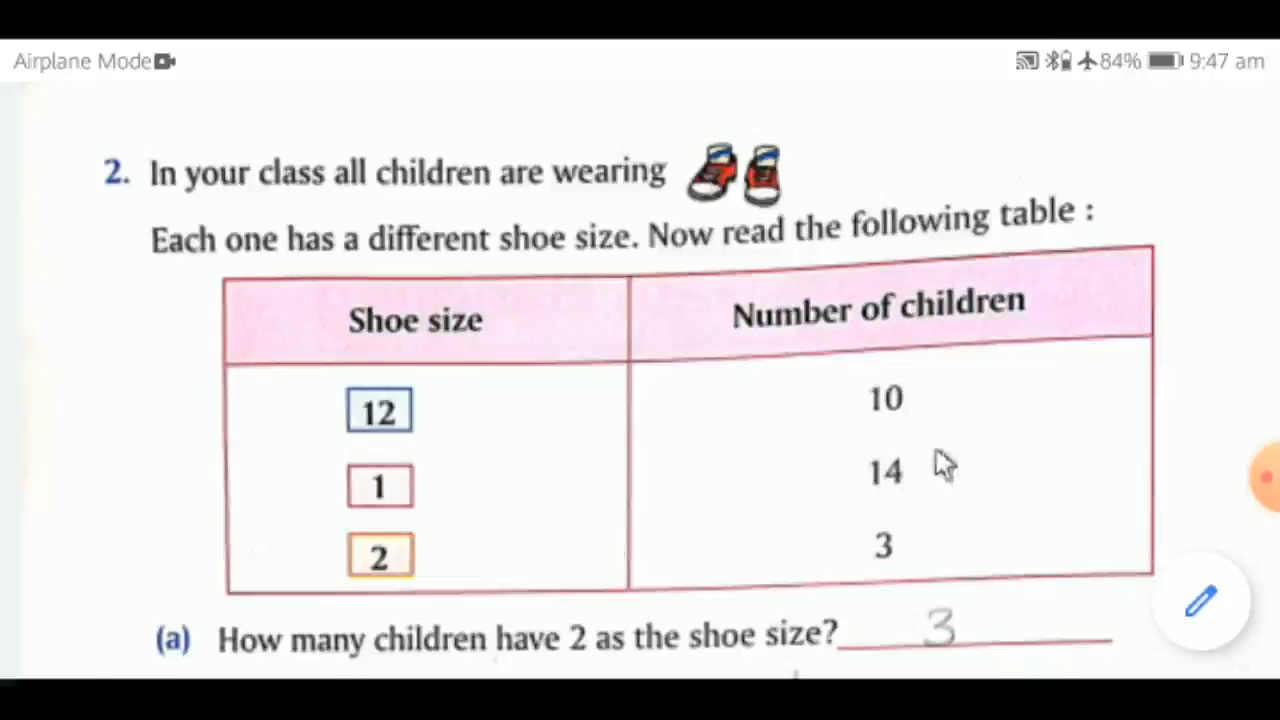 Airplane Mode 84% 9:47 am
2. In your class all children are wearing
Each one has a different shoe size. Now read the following table :
Shoe size Number of children
12 10
1 14
2 3
(a) How many children have 2 as the shoe size? 3